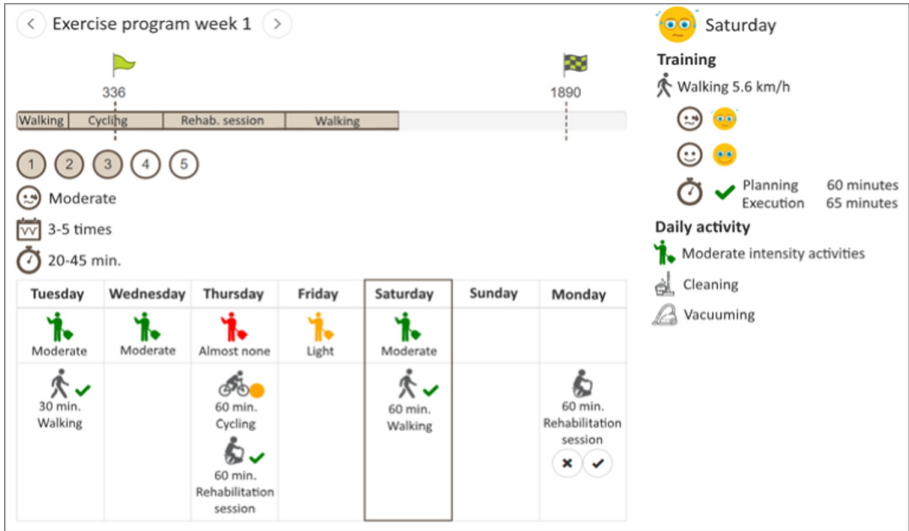 Exercise program week 1
336
1890
Walking
Cycling
Rehab. session
Walking
1
2
3
4
5
Moderate
3-5 times
20-45 min.
Tuesday
Wednesday
Thursday
Friday
Saturday
Sunday
Monday
Moderate
Moderate
Almost none
Light
Moderate
30 min.
Walking
60 min.
Cycling
60 min.
Rehabilitation
session
60 min.
Walking
60 min.
Rehabilitation
session
Saturday
Training
Walking 5.6 km/h
Planning 60 minutes
Execution 65 minutes
Daily activity
Moderate intensity activities
Cleaning
Vacuuming